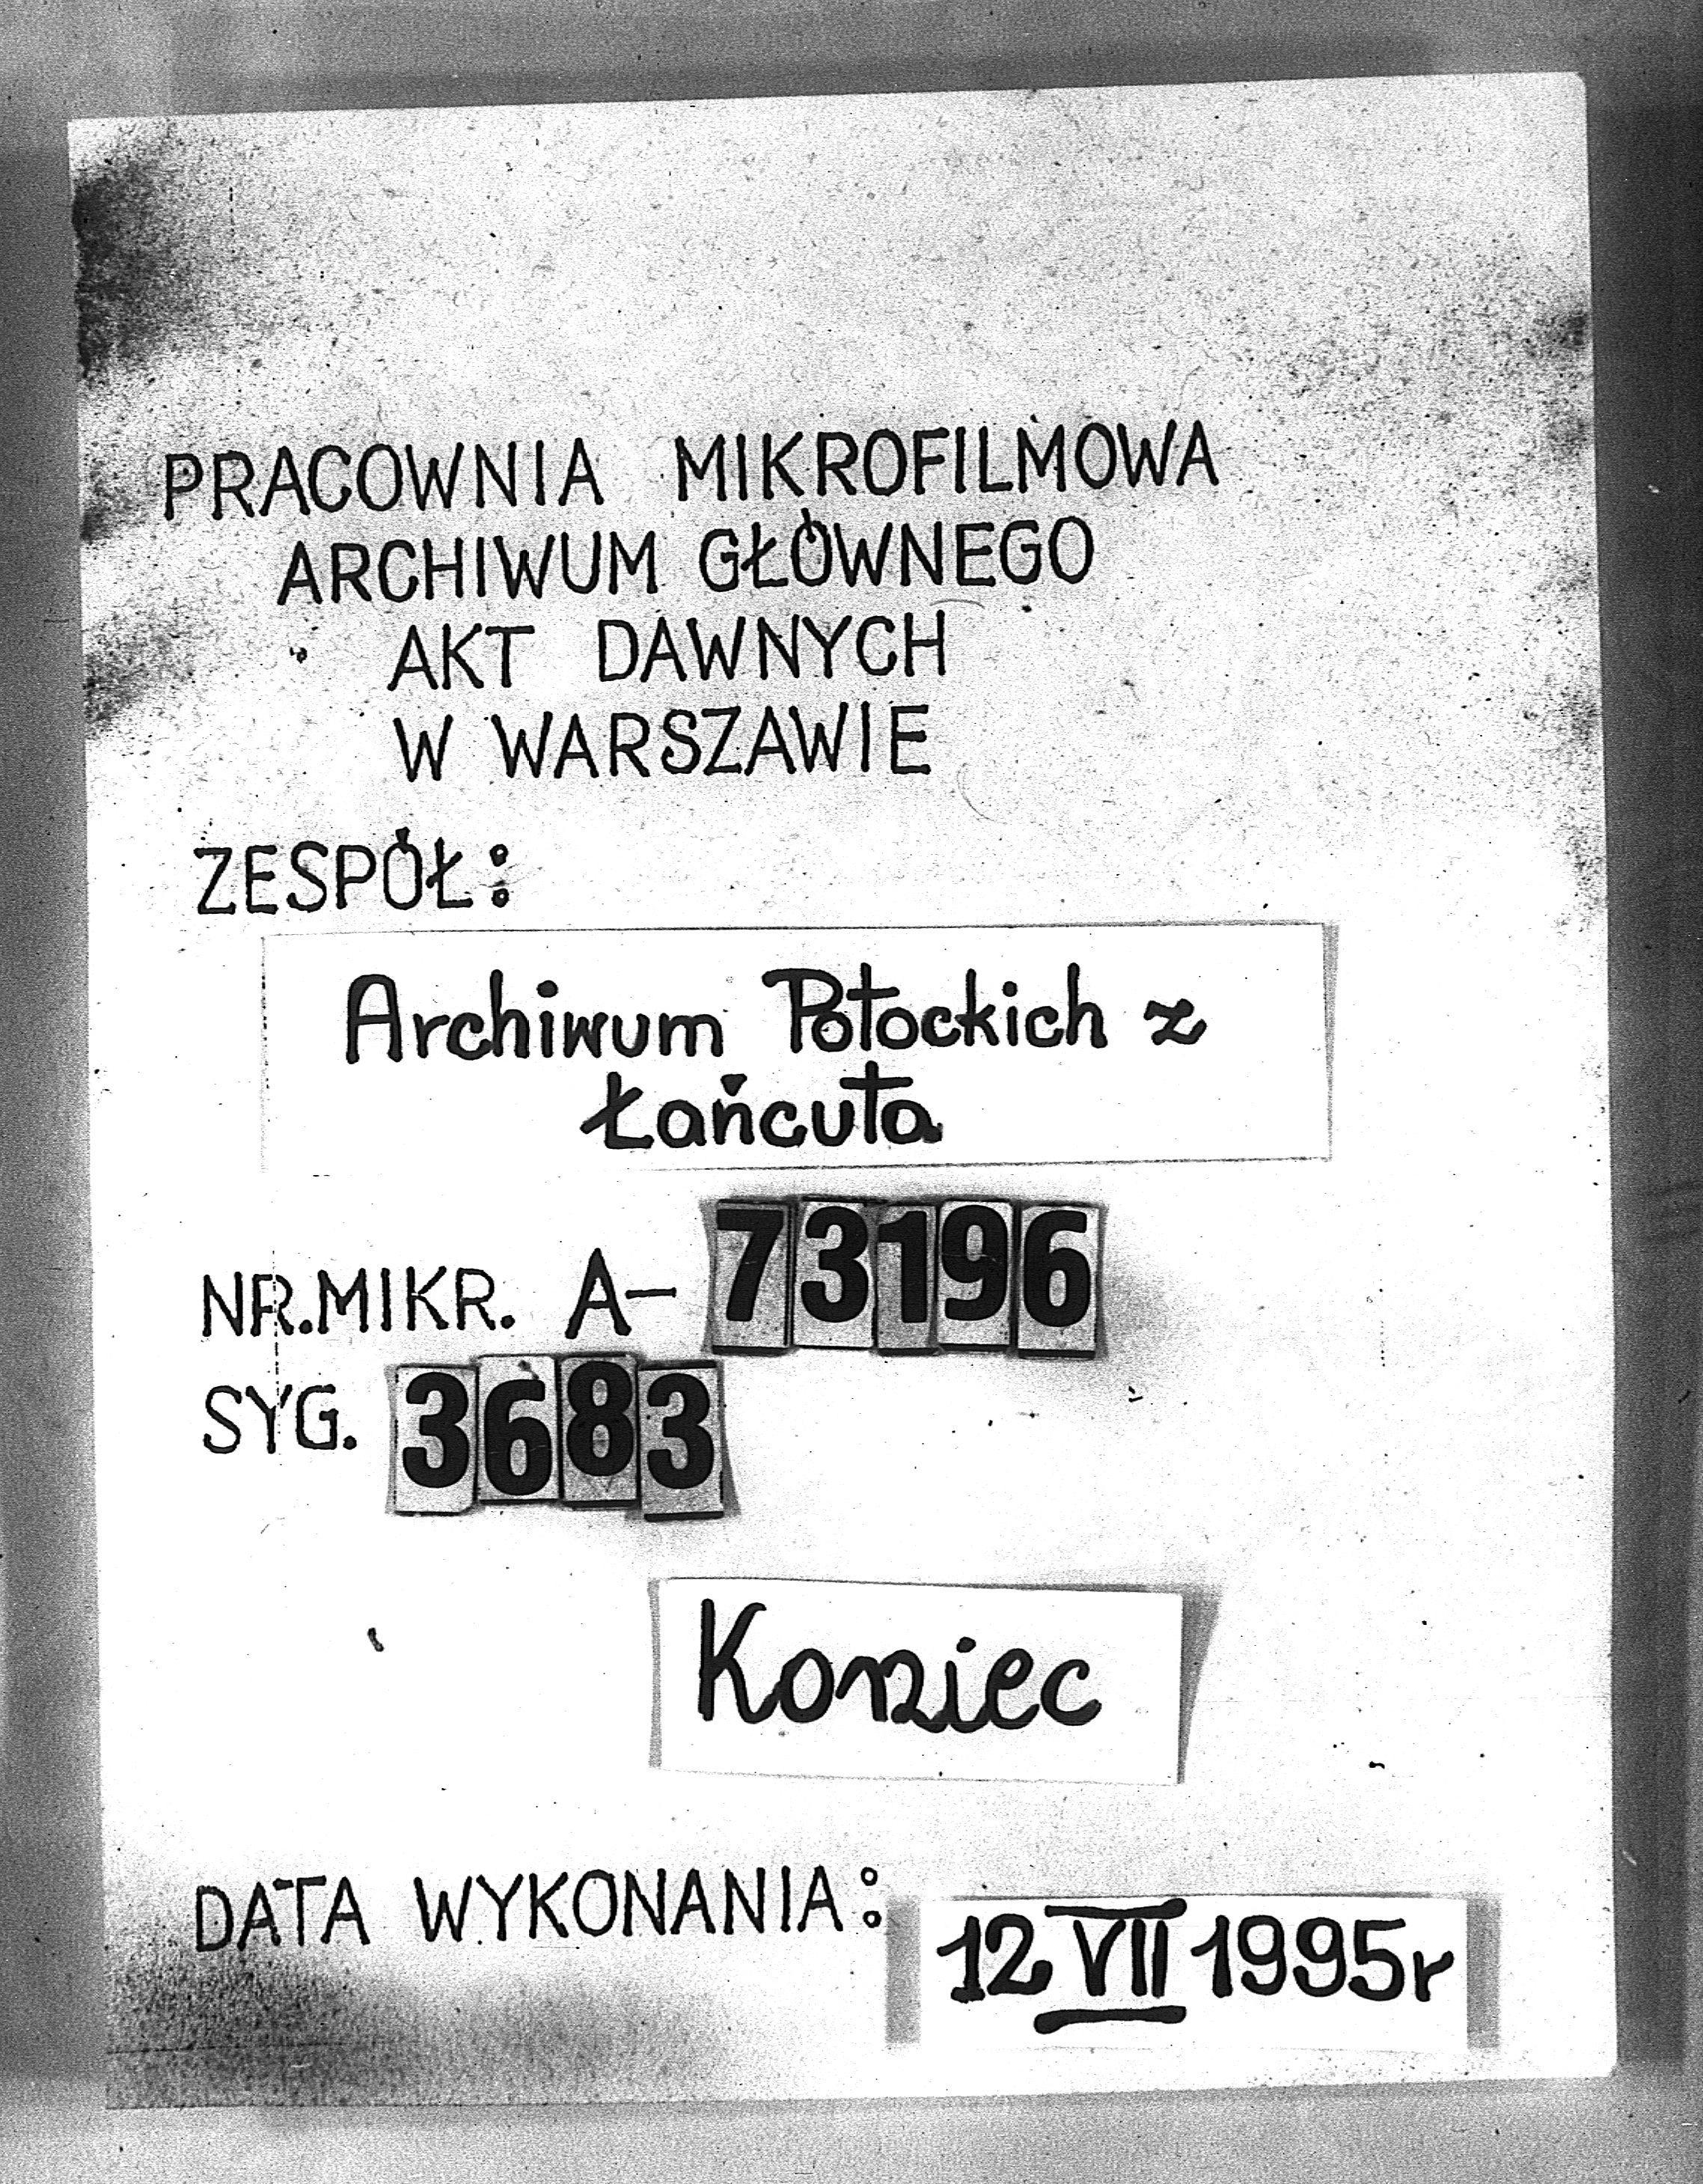 PRACOWNIA MIKROFILMOWA
ARCHIWUM GŁÓWNEGO
AKT DAWNYCH
W WARSZAWIE
ZESPÓŁ:
Archiwum Potockich z
Łańcuta
NR.MIKR. A- 73196
SYG. 3683
Koniec
DATA WYKONANIA: 12 VII 1995r